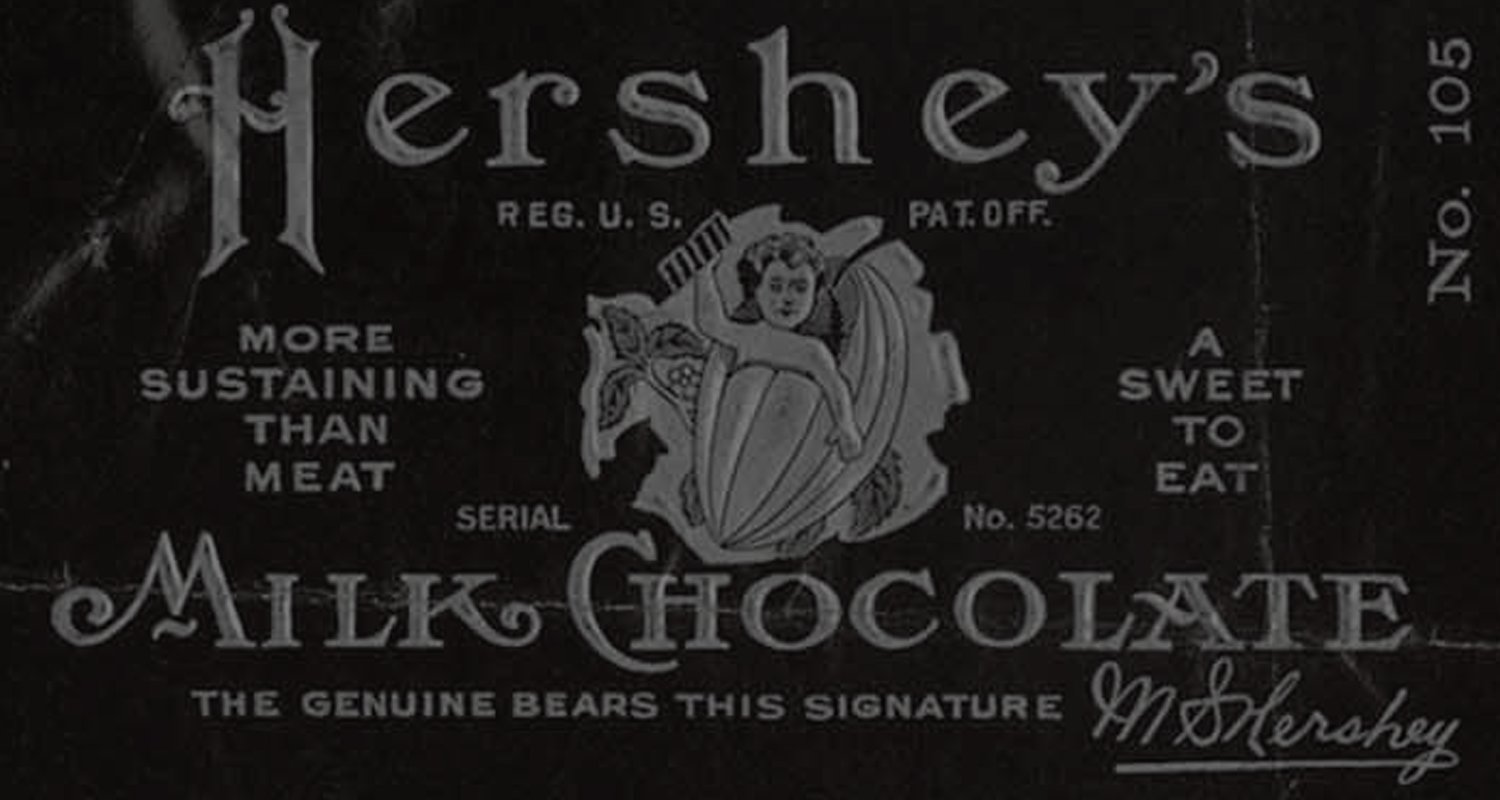 Hershey's
REG. U. S. PAT. OFF.
MORE
SUSTAINING
THAN
MEAT
A
SWEET
TO
EAT
SERIAL No. 5262
MILK CHOCOLATE
THE GENUINE BEARS THIS SIGNATURE M S Hershey
No. 105